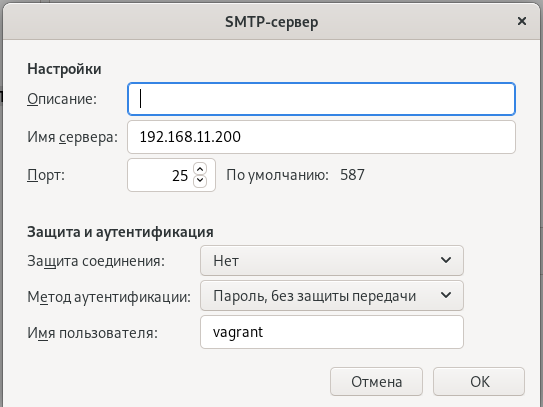 SMTP-сервер
Настройки
Описание:
Имя сервера: 192.168.11.200
Порт: 25 По умолчанию: 587
Защита и аутентификация
Защита соединения: Нет
Метод аутентификации: Пароль, без защиты передачи
Имя пользователя: vagrant
Отмена OK